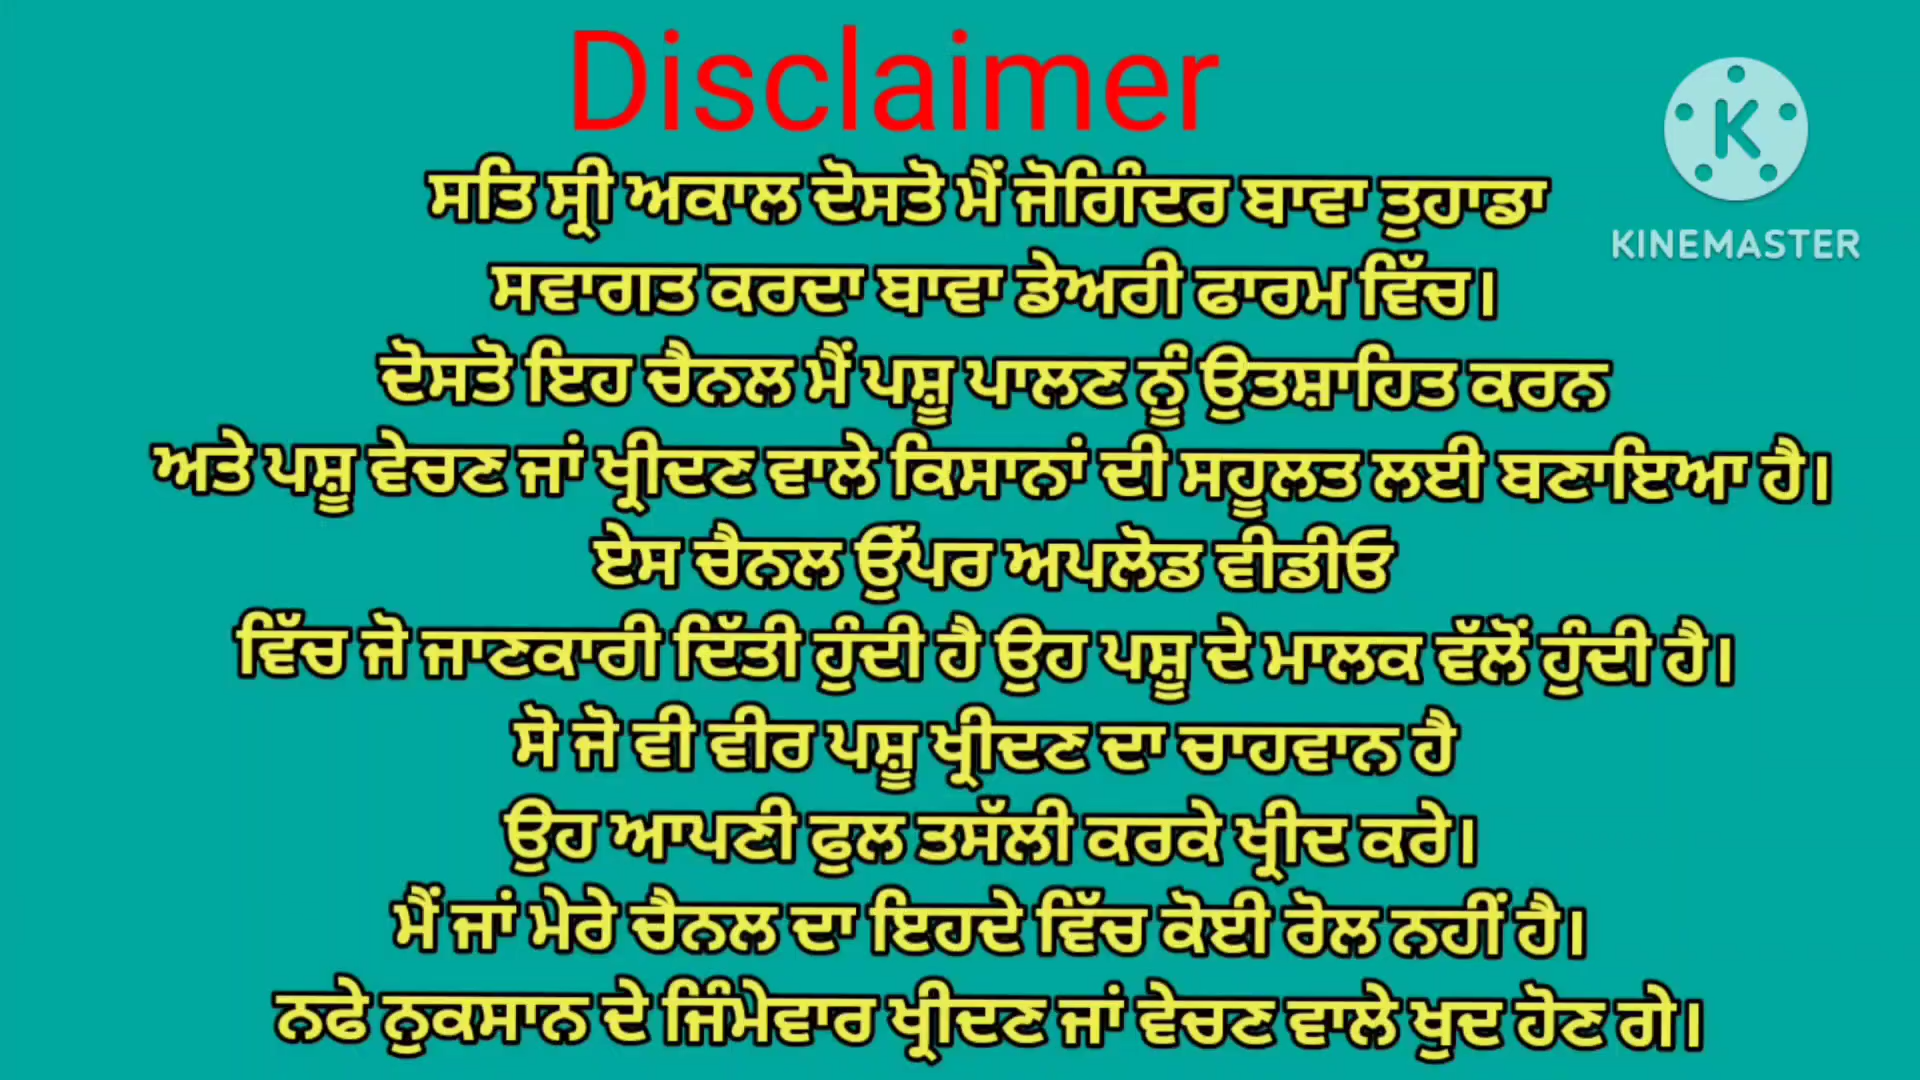 Disclaimer
ਸਤਿ ਸ੍ਰੀ ਅਕਾਲ ਦੋਸਤੋ ਮੈਂ ਜੋਗਿੰਦਰ ਬਾਵਾ ਤੁਹਾਡਾ
ਸਵਾਗਤ ਕਰਦਾ ਬਾਵਾ ਡੇਅਰੀ ਫਾਰਮ ਵਿੱਚ।
ਦੋਸਤੋ ਇਹ ਚੈਨਲ ਮੈਂ ਪਸ਼ੂ ਪਾਲਣ ਨੂੰ ਉਤਸ਼ਾਹਿਤ ਕਰਨ
ਅਤੇ ਪਸ਼ੂ ਵੇਚਣ ਜਾਂ ਖ੍ਰੀਦਣ ਵਾਲੇ ਕਿਸਾਨਾਂ ਦੀ ਸਹੂਲਤ ਲਈ ਬਣਾਇਆ ਹੈ।
ਏਸ ਚੈਨਲ ਉੱਪਰ ਅਪਲੋਡ ਵੀਡੀਓ
ਵਿੱਚ ਜੋ ਜਾਣਕਾਰੀ ਦਿੱਤੀ ਹੁੰਦੀ ਹੈ ਉਹ ਪਸ਼ੂ ਦੇ ਮਾਲਕ ਵੱਲੋਂ ਹੁੰਦੀ ਹੈ।
ਸੋ ਜੋ ਵੀ ਵੀਰ ਪਸ਼ੂ ਖ੍ਰੀਦਣ ਦਾ ਚਾਹਵਾਨ ਹੈ
ਉਹ ਆਪਣੀ ਫੁਲ ਤਸੱਲੀ ਕਰਕੇ ਖ੍ਰੀਦ ਕਰੇ।
ਮੈਂ ਜਾਂ ਮੇਰੇ ਚੈਨਲ ਦਾ ਇਹਦੇ ਵਿੱਚ ਕੋਈ ਰੋਲ ਨਹੀਂ ਹੈ।
ਨਫੇ ਨੁਕਸਾਨ ਦੇ ਜਿੰਮੇਵਾਰ ਖ੍ਰੀਦਣ ਜਾਂ ਵੇਚਣ ਵਾਲੇ ਖੁਦ ਹੋਣ ਗੇ।
K
KINEMASTER